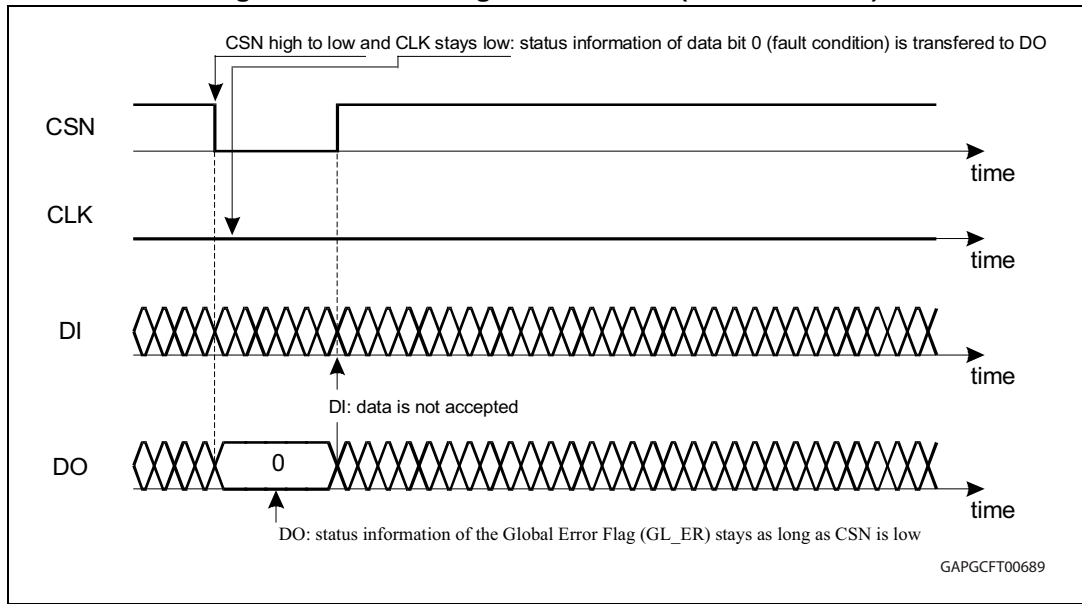 CSN high to low and CLK stays low: status information of data bit 0 (fault condition) is transfered to DO
CSN
time
CLK
time
DI
time
DI: data is not accepted
DO
0
time
DO: status information of the Global Error Flag (GL_ER) stays as long as CSN is low
GAPGCFT00689